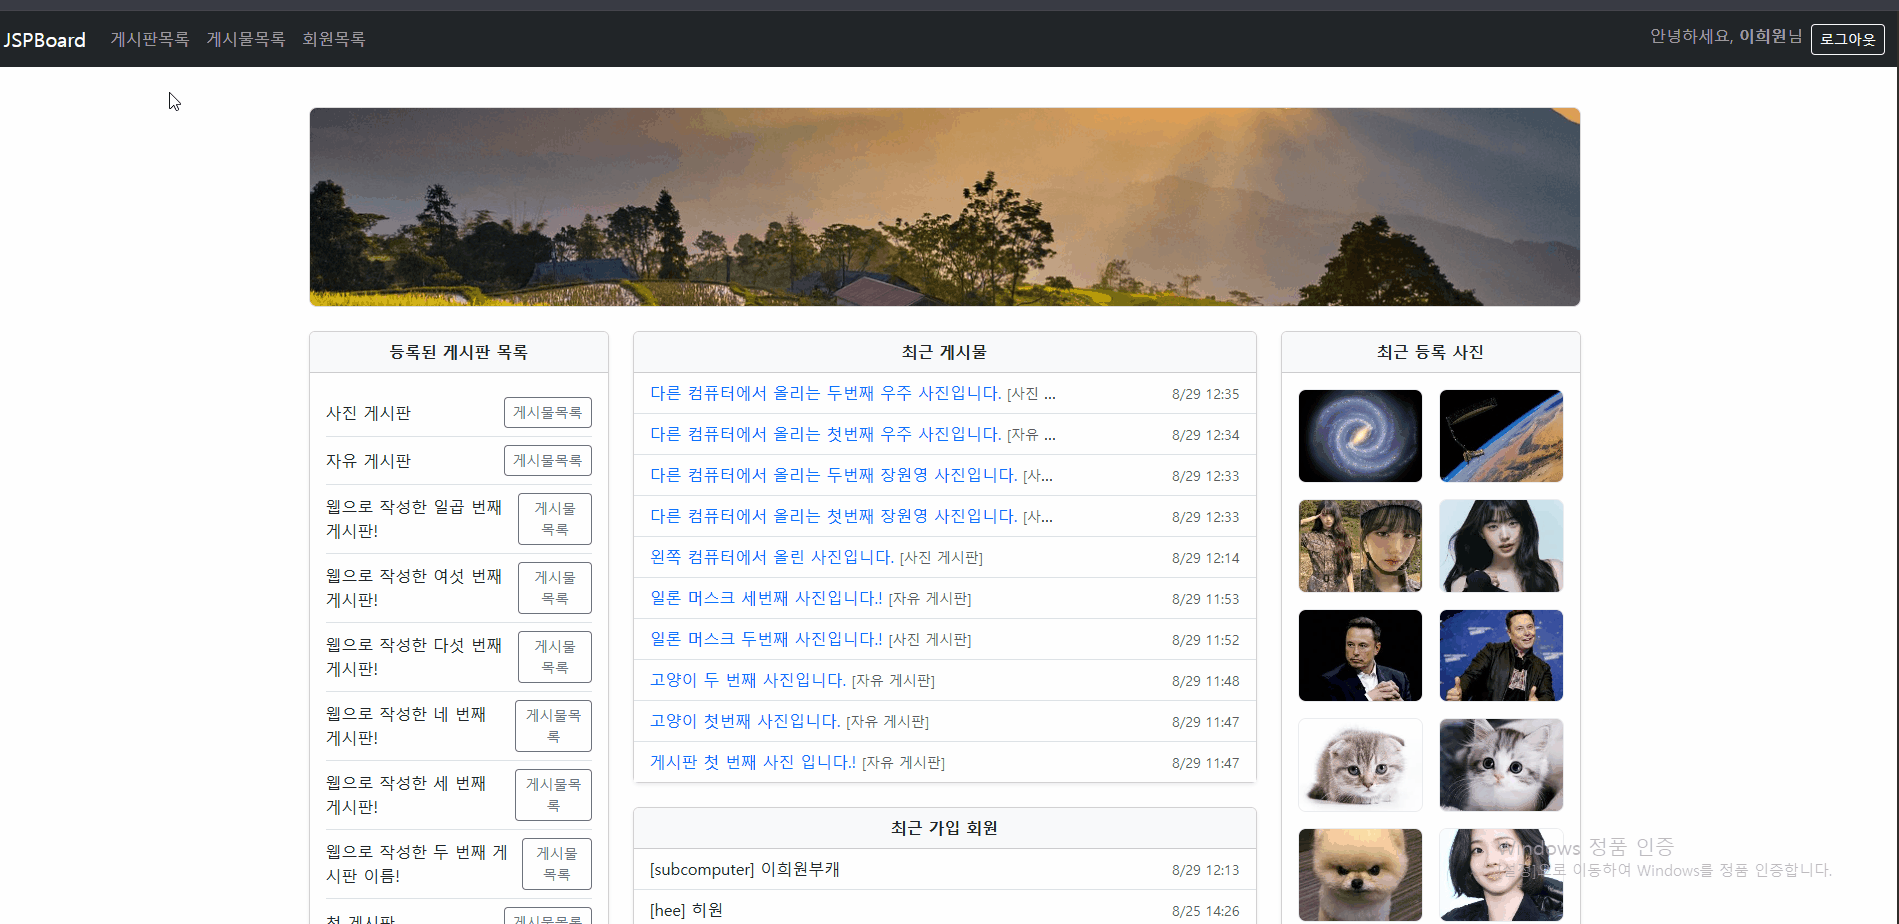 JSPBoard 게시판목록 게시물목록 회원목록 안녕하세요, 이희원님 로그아웃
등록된 게시판 목록
사진 게시판 게시물목록
자유 게시판 게시물목록
웹으로 작성한 일곱 번째
게시판!
게시물
목록
웹으로 작성한 여섯 번째
게시판!
게시물
목록
웹으로 작성한 다섯 번째
게시판!
게시물
목록
웹으로 작성한 네 번째
게시판!
게시물목
록
웹으로 작성한 세 번째
게시판!
게시물목
록
웹으로 작성한 두 번째 게
시판 이름!
게시물
목록
첫 게시판 게시물목록
최근 게시물
다른 컴퓨터에서 올리는 두번째 우주 사진입니다. [사진 ... 8/29 12:35
다른 컴퓨터에서 올리는 첫번째 우주 사진입니다. [자유 ... 8/29 12:34
다른 컴퓨터에서 올리는 두번째 장원영 사진입니다. [사... 8/29 12:33
다른 컴퓨터에서 올리는 첫번째 장원영 사진입니다. [사... 8/29 12:33
왼쪽 컴퓨터에서 올린 사진입니다. [사진 게시판] 8/29 12:14
일론 머스크 세번째 사진입니다.! [자유 게시판] 8/29 11:53
일론 머스크 두번째 사진입니다.! [사진 게시판] 8/29 11:52
고양이 두 번째 사진입니다. [자유 게시판] 8/29 11:48
고양이 첫번째 사진입니다. [자유 게시판] 8/29 11:47
게시판 첫 번째 사진 입니다.! [자유 게시판] 8/29 11:47
최근 가입 회원
[subcomputer] 이희원부캐 8/29 12:13
[hee] 히원 8/25 14:26
최근 등록 사진
Windows 정품 인증
[설정]으로 이동하여 Windows를 정품 인증합니다.